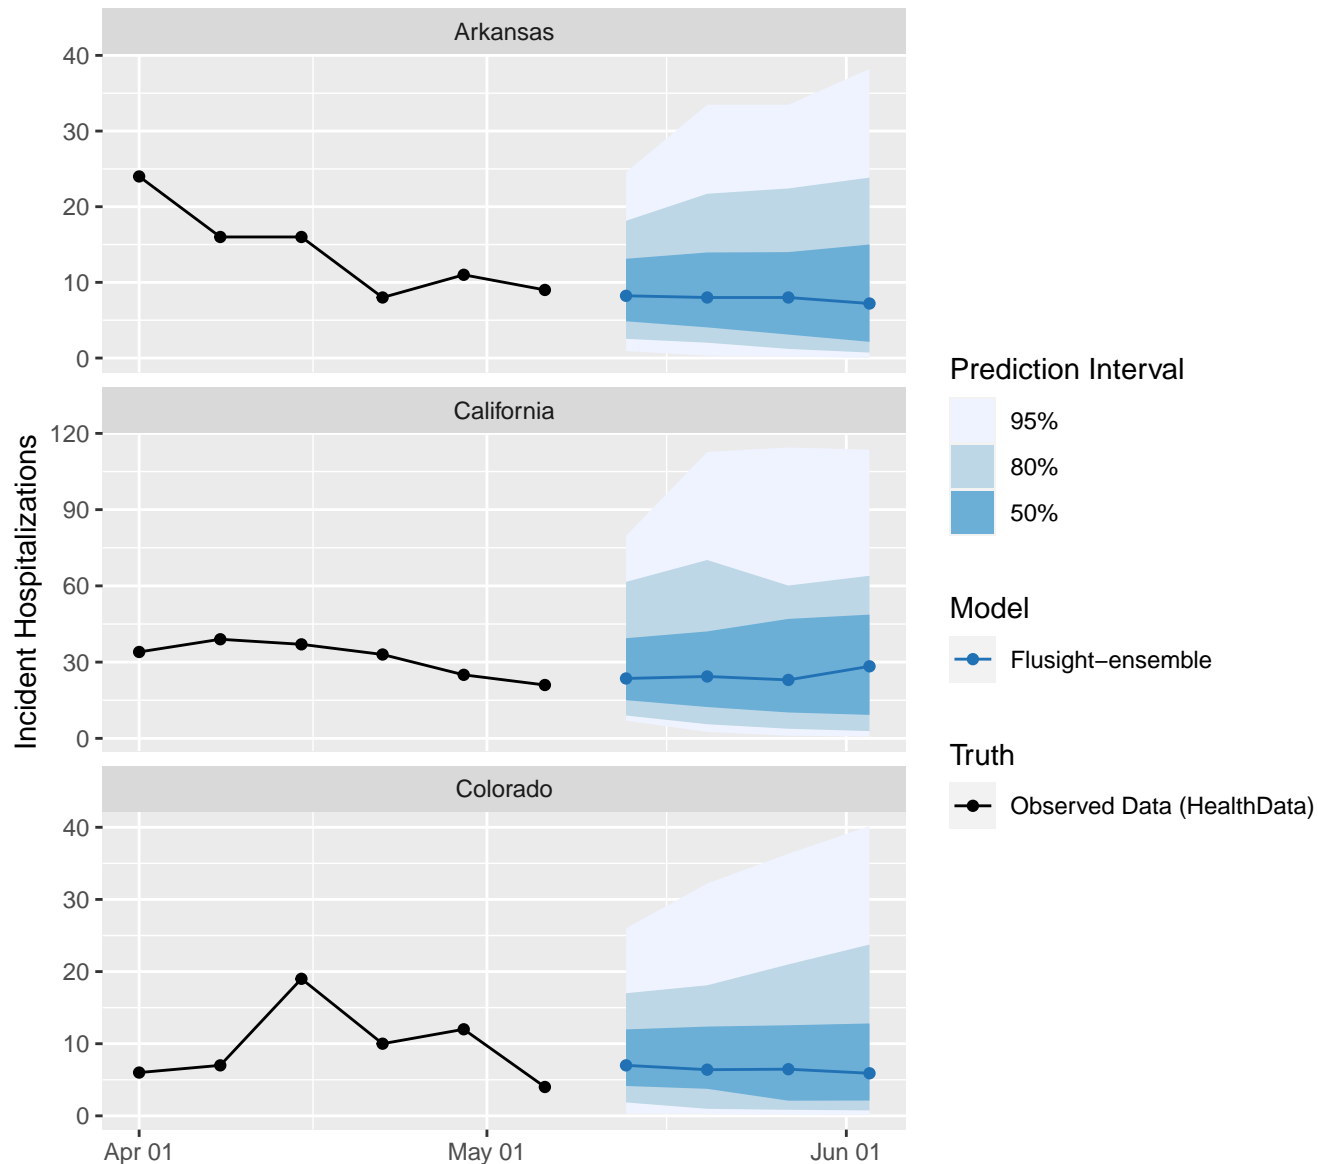 Arkansas
40
30
20
10
0
California
120
90
60
30
0
Colorado
40
30
20
10
0
Apr 01
May 01
Jun 01
Incident Hospitalizations
Prediction Interval
95%
80%
50%
Model
Flusight−ensemble
Truth
Observed Data (HealthData)